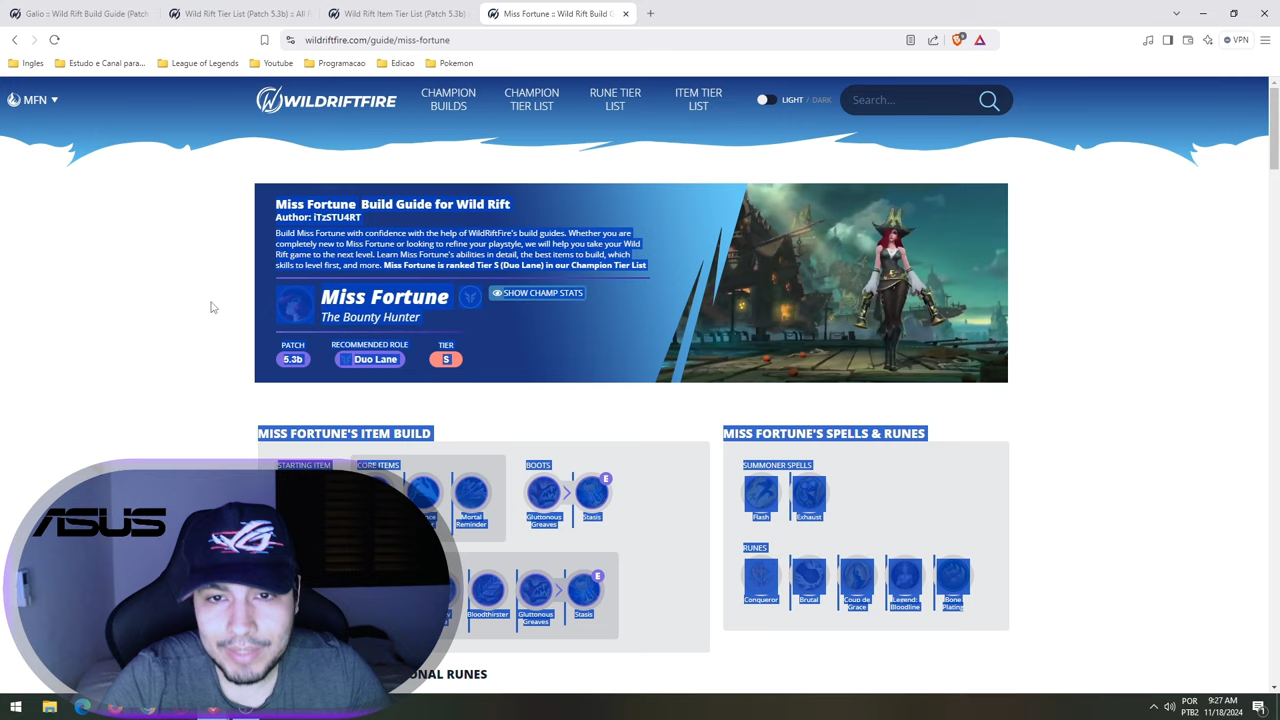 Galio :: Wild Rift Build Guide (Patch
Wild Rift Tier List (Patch 5.3b) :: All R
Wild Rift Item Tier List (Patch 5.3b) :
Miss Fortune :: Wild Rift Build G
wildriftfire.com/guide/miss-fortune
VPN
Ingles
Estudo e Canal para...
League of Legends
Youtube
Programacao
Edicao
Pokemon
MFN
WILDRIFTFIRE
CHAMPION BUILDS
CHAMPION TIER LIST
RUNE TIER LIST
ITEM TIER LIST
LIGHT / DARK
Search...
Miss Fortune Build Guide for Wild Rift
Author: iTzSTU4RT
Build Miss Fortune with confidence with the help of WildRiftFire's build guides. Whether you are
completely new to Miss Fortune or looking to refine your playstyle, we will help you take your Wild
Rift game to the next level. Learn Miss Fortune's abilities in detail, the best items to build, which
skills to level first, and more. Miss Fortune is ranked Tier S (Duo Lane) in our Champion Tier List
Miss Fortune
SHOW CHAMP STATS
The Bounty Hunter
PATCH
RECOMMENDED ROLE
TIER
5.3b
Duo Lane
S
MISS FORTUNE'S ITEM BUILD
STARTING ITEM
CORE ITEMS
BOOTS
E
Mortal Reminder
Gluttonous Greaves
Stasis
E
Bloodthirster
Gluttonous Greaves
Stasis
MISS FORTUNE'S SPELLS & RUNES
SUMMONER SPELLS
Flash
Exhaust
RUNES
Conqueror
Brutal
Coup de Grace
Legend: Bloodline
Bone Plating
ONAL RUNES
ASUS
POR
PTB2
9:27 AM
11/18/2024